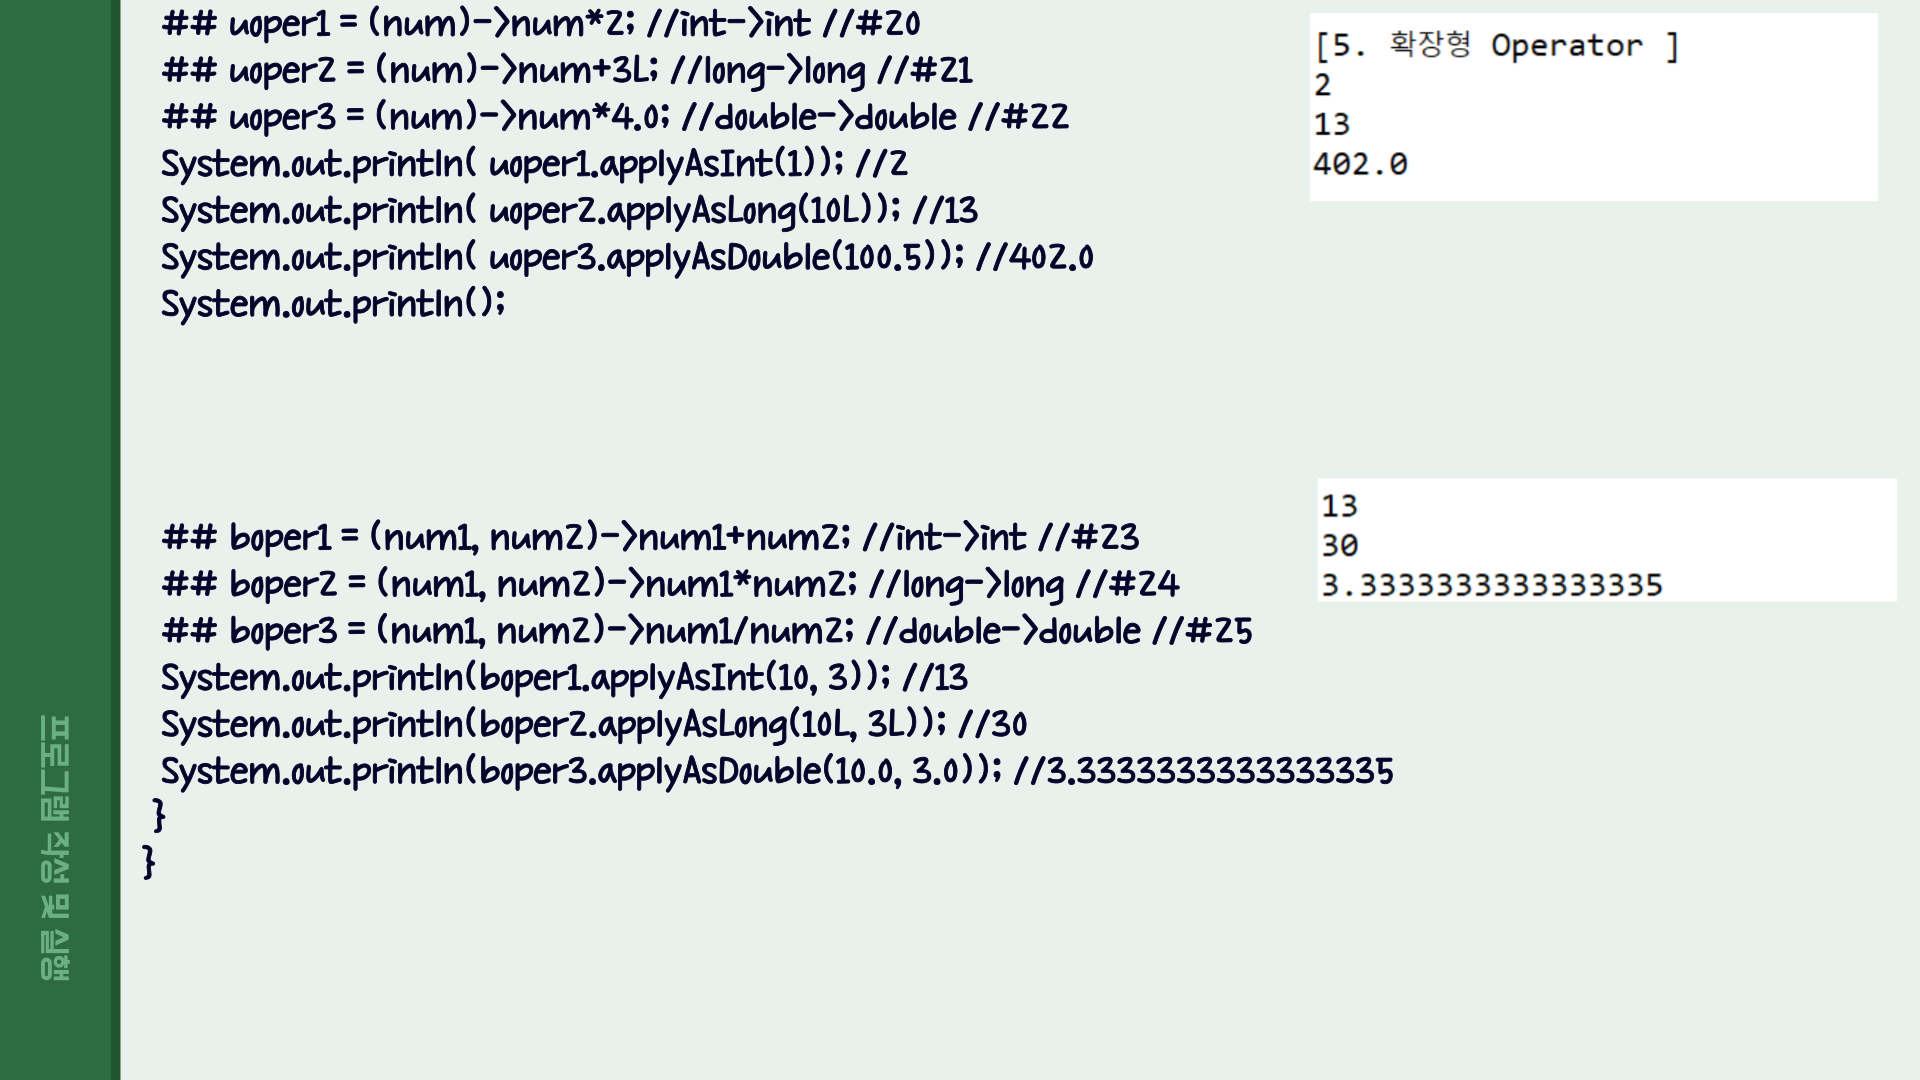 ## uoper1 = (num)->num*2; //int->int //#20
## uoper2 = (num)->num+3L; //long->long //#21
## uoper3 = (num)->num*4.0; //double->double //#22
System.out.println( uoper1.applyAsInt(1)); //2
System.out.println( uoper2.applyAsLong(10L)); //13
System.out.println( uoper3.applyAsDouble(100.5)); //402.0
System.out.println();
[5. 확장형 Operator ]
2
13
402.0
## boper1 = (num1, num2)->num1+num2; //int->int //#23
## boper2 = (num1, num2)->num1*num2; //long->long //#24
## boper3 = (num1, num2)->num1/num2; //double->double //#25
System.out.println(boper1.applyAsInt(10, 3)); //13
System.out.println(boper2.applyAsLong(10L, 3L)); //30
System.out.println(boper3.applyAsDouble(10.0, 3.0)); //3.3333333333333335
}
}
13
30
3.3333333333333335
프로그램 작성 및 실행